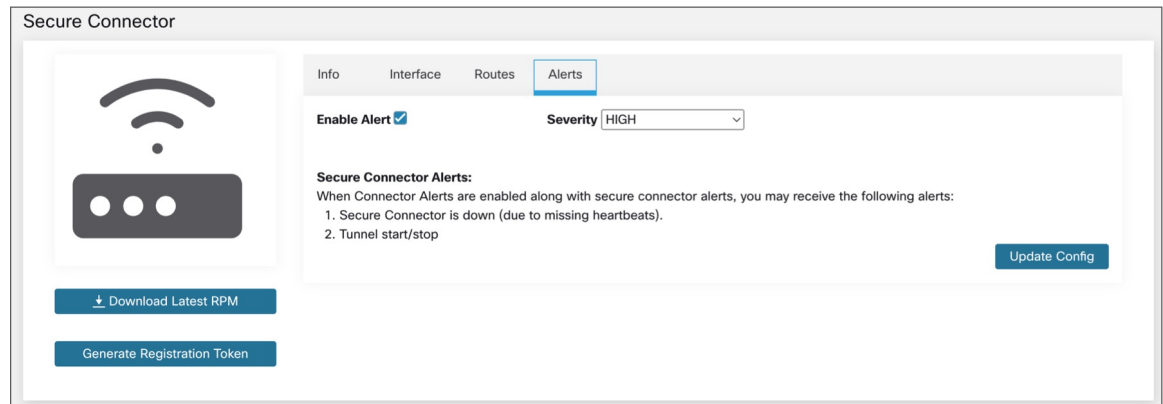 Secure Connector
Info Interface Routes Alerts
Enable Alert Severity HIGH
Secure Connector Alerts:
When Connector Alerts are enabled along with secure connector alerts, you may receive the following alerts:
1. Secure Connector is down (due to missing heartbeats).
2. Tunnel start/stop
Update Config
Download Latest RPM
Generate Registration Token